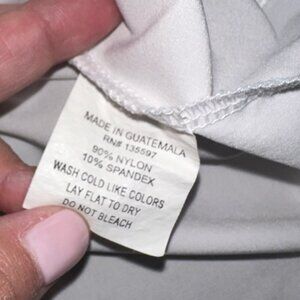 MADE IN GUATEMALA
RN# 135597
90% NYLON
10% SPANDEX
WASH COLD LIKE COLORS
LAY FLAT TO DRY
DO NOT BLEACH